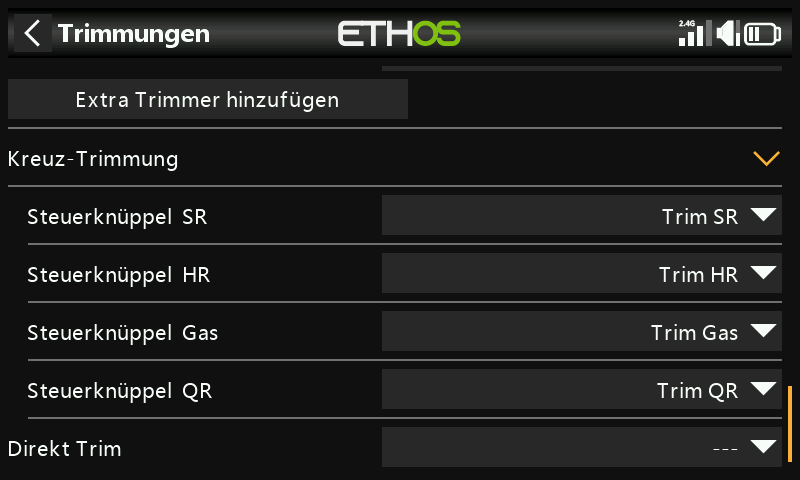 Trimmungen
ETHOS
2.4G
Extra Trimmer hinzufügen
Kreuz-Trimmung
Steuerknüppel SR Trim SR
Steuerknüppel HR Trim HR
Steuerknüppel Gas Trim Gas
Steuerknüppel QR Trim QR
Direkt Trim ---